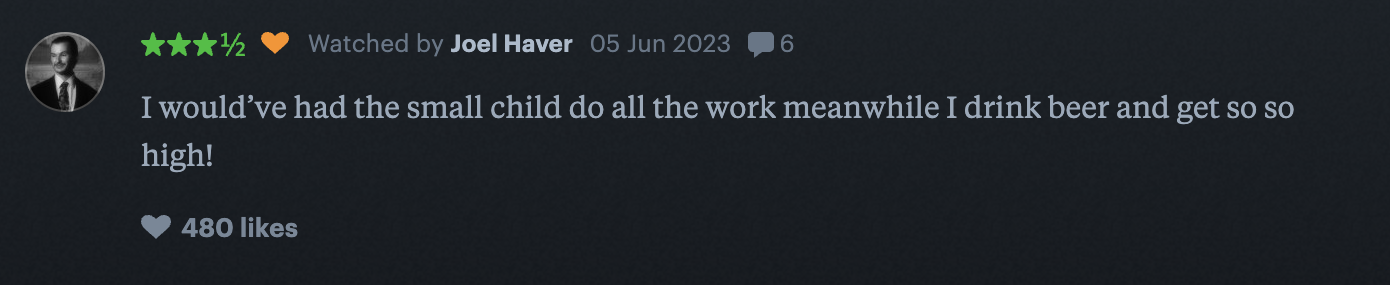 ★★★½ Watched by Joel Haver 05 Jun 2023 6
I would’ve had the small child do all the work meanwhile I drink beer and get so so
high!
480 likes